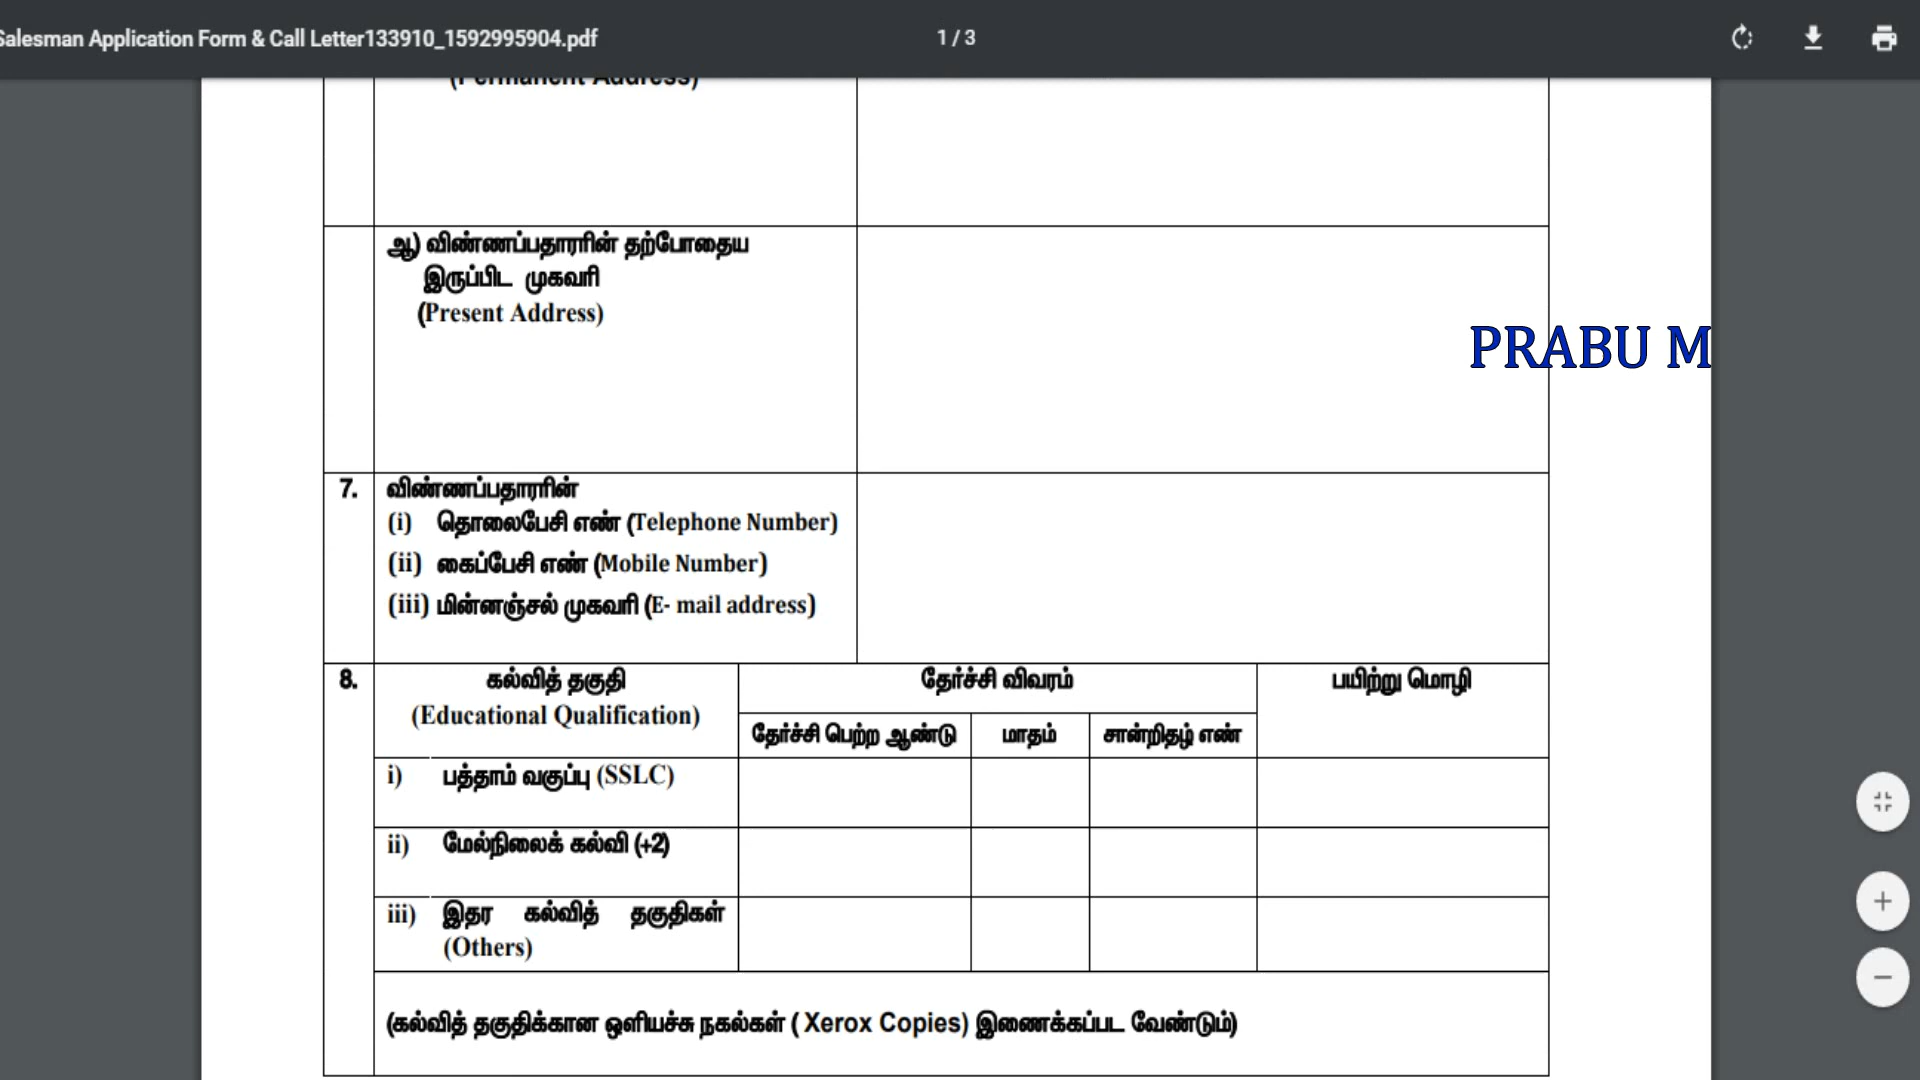 Salesman Application Form & Call Letter133910_1592995904.pdf
1 / 3
(Permanent Address)
ஆ) விண்ணப்பதாரரின் தற்போதைய
இருப்பிட முகவரி
(Present Address)
PRABU M
7. விண்ணப்பதாரரின்
(i) தொலைபேசி எண் (Telephone Number)
(ii) கைப்பேசி எண் (Mobile Number)
(iii) மின்னஞ்சல் முகவரி (E- mail address)
8. கல்வித் தகுதி தேர்ச்சி விவரம் பயிற்று மொழி
(Educational Qualification)
தேர்ச்சி பெற்ற ஆண்டு மாதம் சான்றிதழ் எண்
i) பத்தாம் வகுப்பு (SSLC)
ii) மேல்நிலைக் கல்வி (+2)
iii) இதர கல்வித் தகுதிகள்
(Others)
(கல்வித் தகுதிக்கான ஒளியச்சு நகல்கள் ( Xerox Copies) இணைக்கப்பட வேண்டும்)